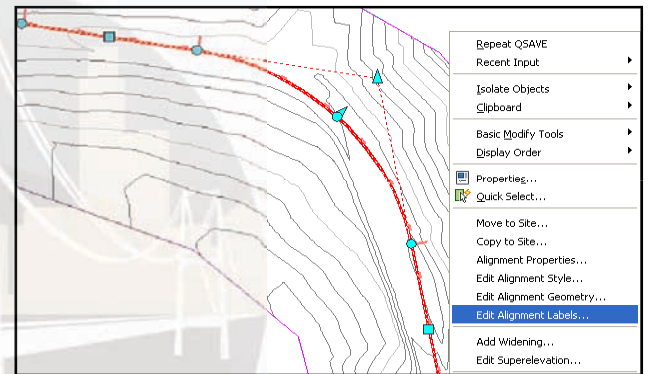 Repeat QSAVE
Recent Input
Isolate Objects
Clipboard
Basic Modify Tools
Display Order
Properties...
Quick Select...
Move to Site...
Copy to Site...
Alignment Properties...
Edit Alignment Style...
Edit Alignment Geometry...
Edit Alignment Labels...
Add Widening...
Edit Superelevation...